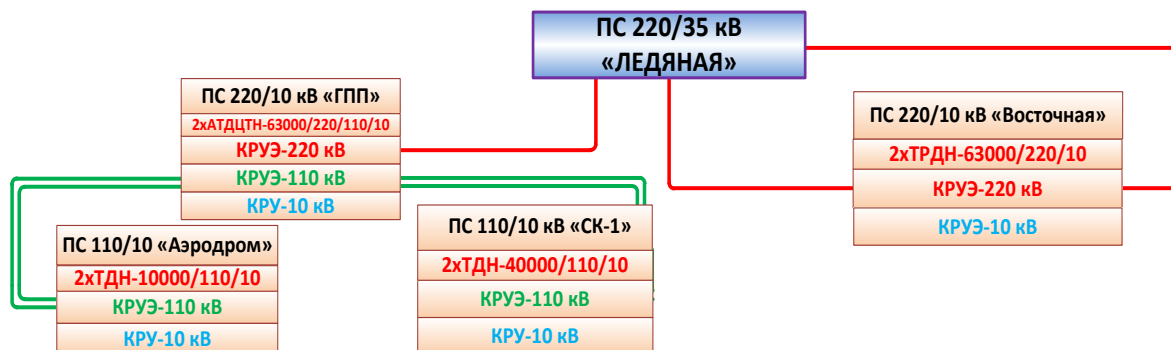 ПС 220/35 кВ
«ЛЕДЯНАЯ»
ПС 220/10 кВ «ГПП»
2хАТДЦТН-63000/220/110/10
КРУЭ-220 кВ
КРУЭ-110 кВ
КРУ-10 кВ
ПС 220/10 кВ «Восточная»
2хТРДН-63000/220/10
КРУЭ-220 кВ
КРУЭ-10 кВ
ПС 110/10 «Аэродром»
2хТДН-10000/110/10
КРУЭ-110 кВ
КРУ-10 кВ
ПС 110/10 кВ «СК-1»
2хТДН-40000/110/10
КРУЭ-110 кВ
КРУ-10 кВ